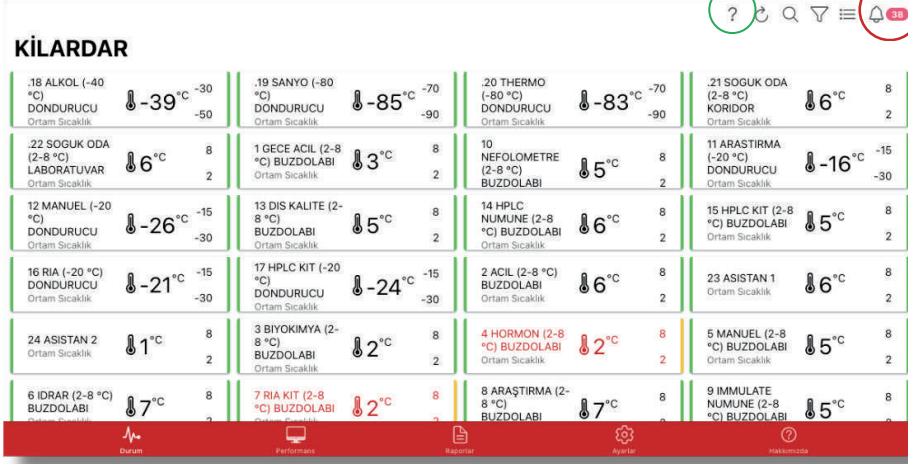 ? 38
KİLARDAR
.18 ALKOL (-40
°C)
DONDURUCU
Ortam Sıcaklık
-39°C
-30
-50
.19 SANYO (-80
°C)
DONDURUCU
Ortam Sıcaklık
-85°C
-70
-90
.20 THERMO
(-80 °C)
DONDURUCU
Ortam Sıcaklık
-83°C
-70
-90
.21 SOGUK ODA
(2-8 °C)
KORIDOR
Ortam Sıcaklık
6°C
8
2
.22 SOGUK ODA
(2-8 °C)
LABORATUVAR
Ortam Sıcaklık
6°C
8
2
1 GECE ACIL (2-8
°C) BUZDOLABI
Ortam Sıcaklık
3°C
8
2
10
NEFOLOMETRE
(2-8 °C)
BUZDOLABI
5°C
8
2
11 ARASTIRMA
(-20 °C)
DONDURUCU
Ortam Sıcaklık
-16°C
-15
-30
12 MANUEL (-20
°C)
DONDURUCU
Ortam Sıcaklık
-26°C
-15
-30
13 DIS KALITE (2-
8 °C)
BUZDOLABI
Ortam Sıcaklık
5°C
8
2
14 HPLC
NUMUNE (2-8
°C) BUZDOLABI
Ortam Sıcaklık
6°C
8
2
15 HPLC KIT (2-8
°C) BUZDOLABI
Ortam Sıcaklık
5°C
8
2
16 RIA (-20 °C)
DONDURUCU
Ortam Sıcaklık
-21°C
-15
-30
17 HPLC KIT (-20
°C)
DONDURUCU
Ortam Sıcaklık
-24°C
-15
-30
2 ACIL (2-8 °C)
BUZDOLABI
Ortam Sıcaklık
6°C
8
2
23 ASISTAN 1
Ortam Sıcaklık
6°C
8
2
24 ASISTAN 2
Ortam Sıcaklık
1°C
8
2
3 BIYOKIMYA (2-
8 °C)
BUZDOLABI
Ortam Sıcaklık
2°C
8
2
4 HORMON (2-8
°C) BUZDOLABI
Ortam Sıcaklık
2°C
8
2
5 MANUEL (2-8
°C) BUZDOLABI
Ortam Sıcaklık
5°C
8
2
6 IDRAR (2-8 °C)
BUZDOLABI
7°C
8
7 RIA KIT (2-8
°C) BUZDOLABI
2°C
8
8 ARAŞTIRMA (2-
8 °C)
BUZDOLABI
7°C
8
9 IMMULATE
NUMUNE (2-8
°C) BUZDOLABI
5°C
8
Durum
Performans
Raporlar
Ayarlar
Hakkımızda